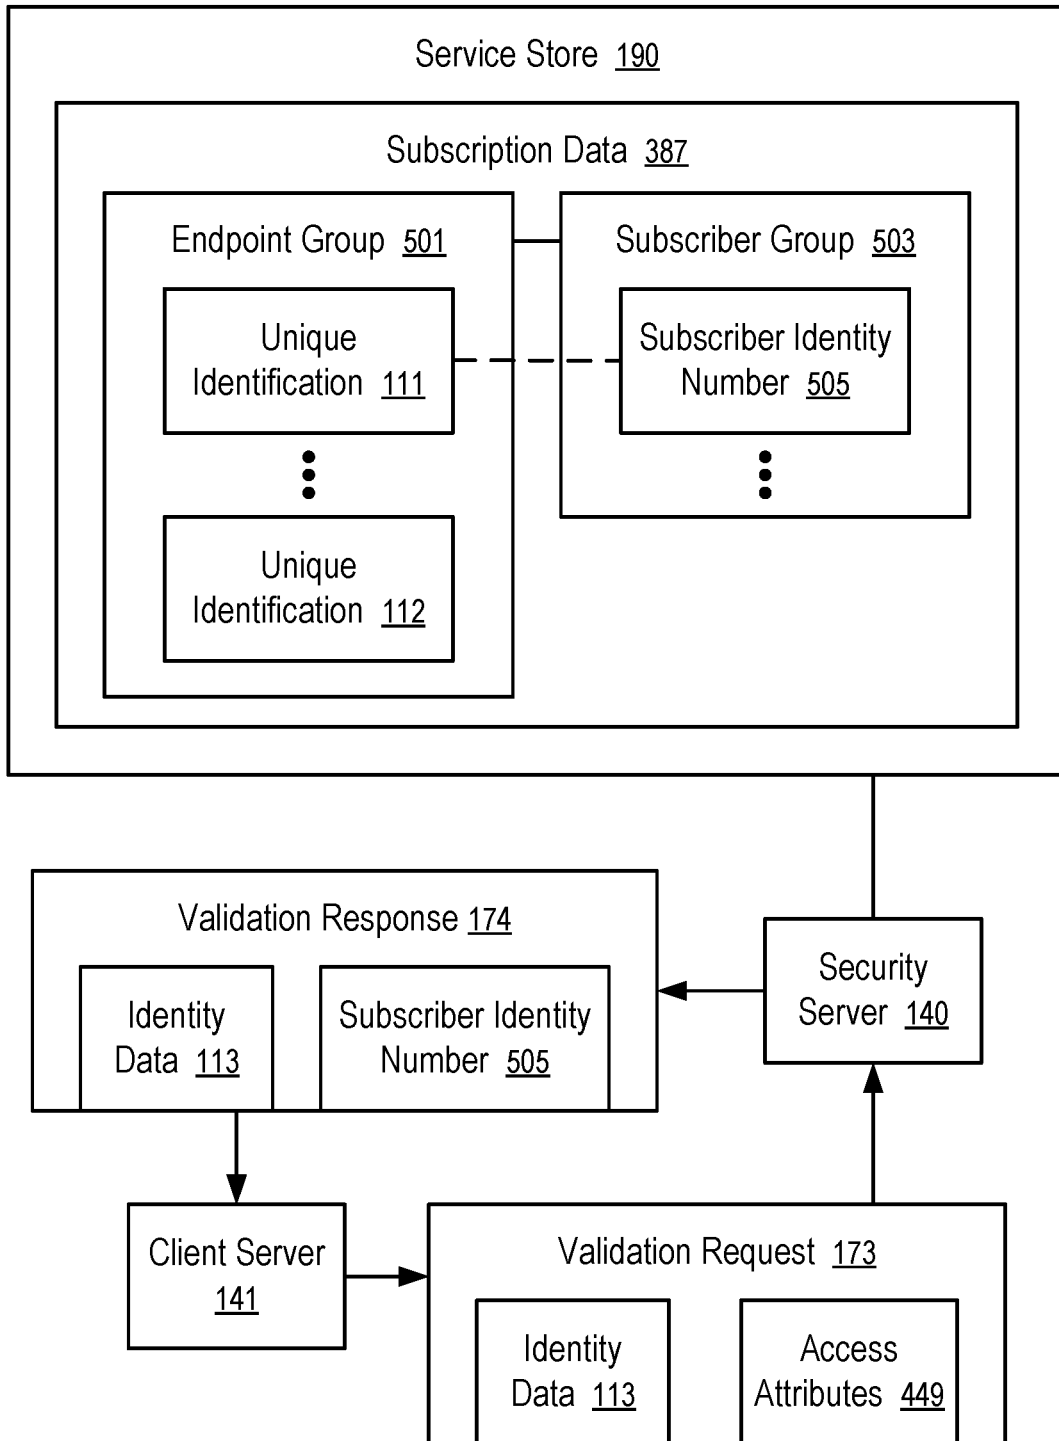 Service Store 190
Subscription Data 387
Endpoint Group 501
Unique
Identification 111
Unique
Identification 112
Subscriber Group 503
Subscriber Identity
Number 505
Validation Response 174
Identity
Data 113
Subscriber Identity
Number 505
Security
Server 140
Client Server
141
Validation Request 173
Identity
Data 113
Access
Attributes 449